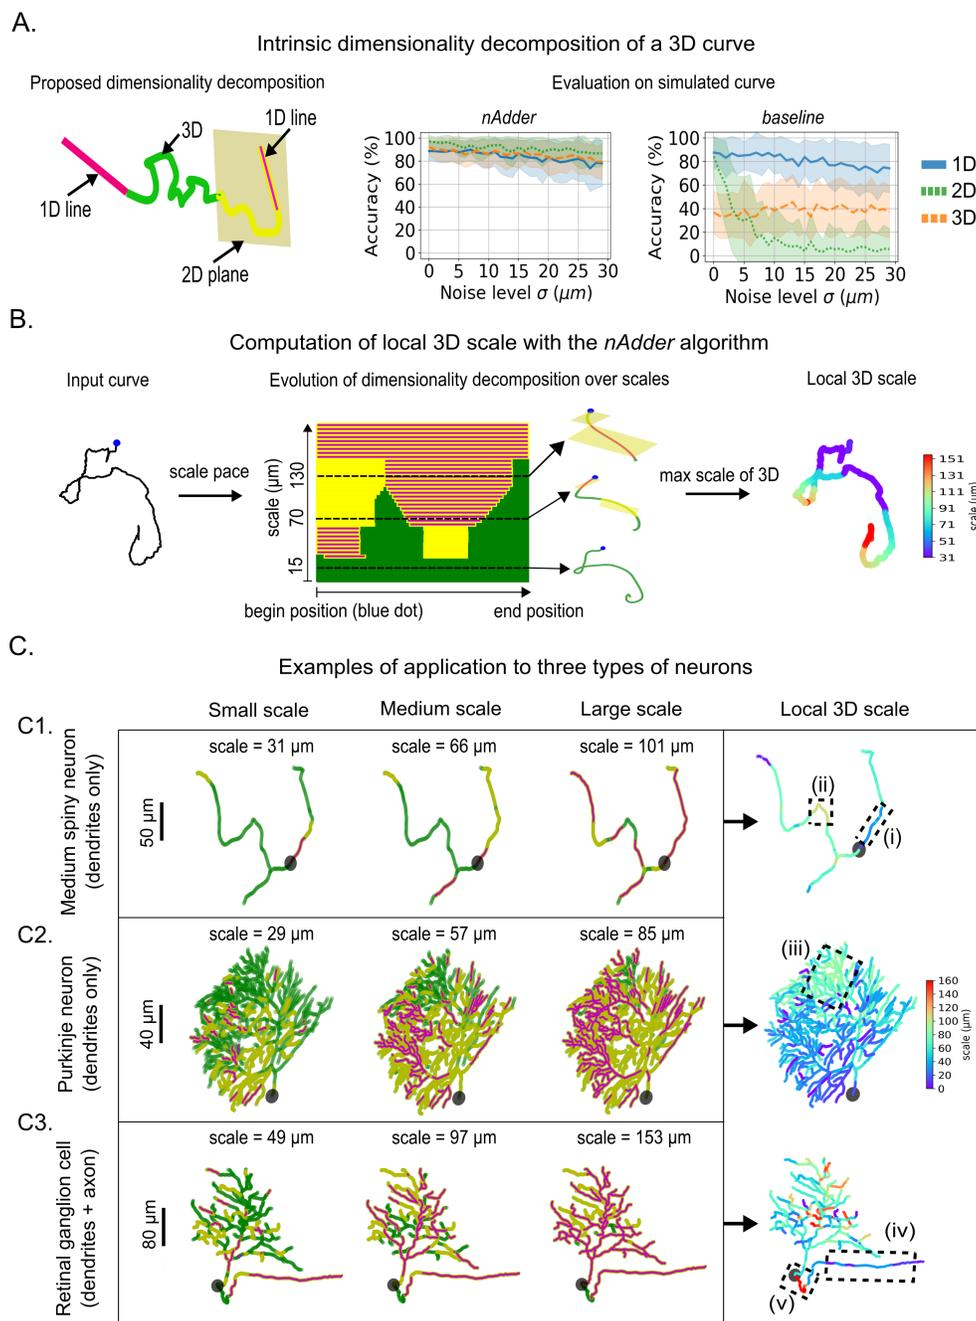 A.
Intrinsic dimensionality decomposition of a 3D curve
Proposed dimensionality decomposition
Evaluation on simulated curve
1D line
3D
1D line
2D plane
nAdder
Accuracy (%)
100
80
60
40
20
0
0 5 10 15 20 25 30
Noise level σ (μm)
baseline
Accuracy (%)
100
80
60
40
20
0
0 5 10 15 20 25 30
Noise level σ (μm)
1D
2D
3D
B.
Computation of local 3D scale with the nAdder algorithm
Input curve
Evolution of dimensionality decomposition over scales
Local 3D scale
scale pace
scale (μm)
130
70
15
begin position (blue dot)
end position
max scale of 3D
151
131
111
91
71
51
31
scale (μm)
C.
Examples of application to three types of neurons
Small scale
Medium scale
Large scale
Local 3D scale
C1.
Medium spiny neuron
(dendrites only)
50 μm
scale = 31 μm
scale = 66 μm
scale = 101 μm
(ii)
(i)
C2.
Purkinje neuron
(dendrites only)
40 μm
scale = 29 μm
scale = 57 μm
scale = 85 μm
(iii)
160
140
120
100
80
60
40
20
0
scale (μm)
C3.
Retinal ganglion cell
(dendrites + axon)
80 μm
scale = 49 μm
scale = 97 μm
scale = 153 μm
(iv)
(v)